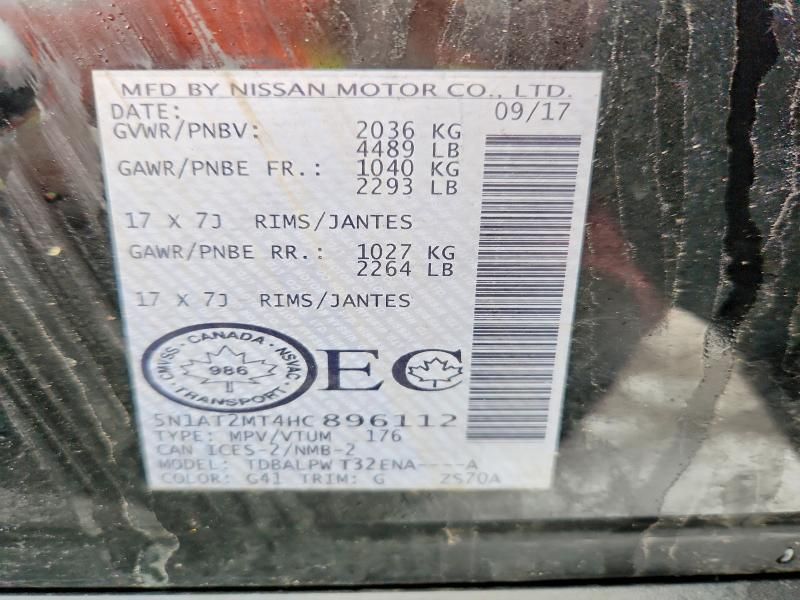 MFD BY NISSAN MOTOR CO., LTD.
DATE: 09/17
GVWR/PNBV: 2036 KG
4489 LB
GAWR/PNBE FR.: 1040 KG
2293 LB
17 X 7J RIMS/JANTES
GAWR/PNBE RR.: 1027 KG
2264 LB
17 X 7J RIMS/JANTES
CMVSS · CANADA · NSVAC · TRANSPORT ·
986
EC
5N1AT2MT4HC896112
TYPE: MPV/VTUM 176
CAN ICES-2/NMB-2
MODEL: TDBALPW T32ENA----A
COLOR: G41 TRIM: G ZS70A